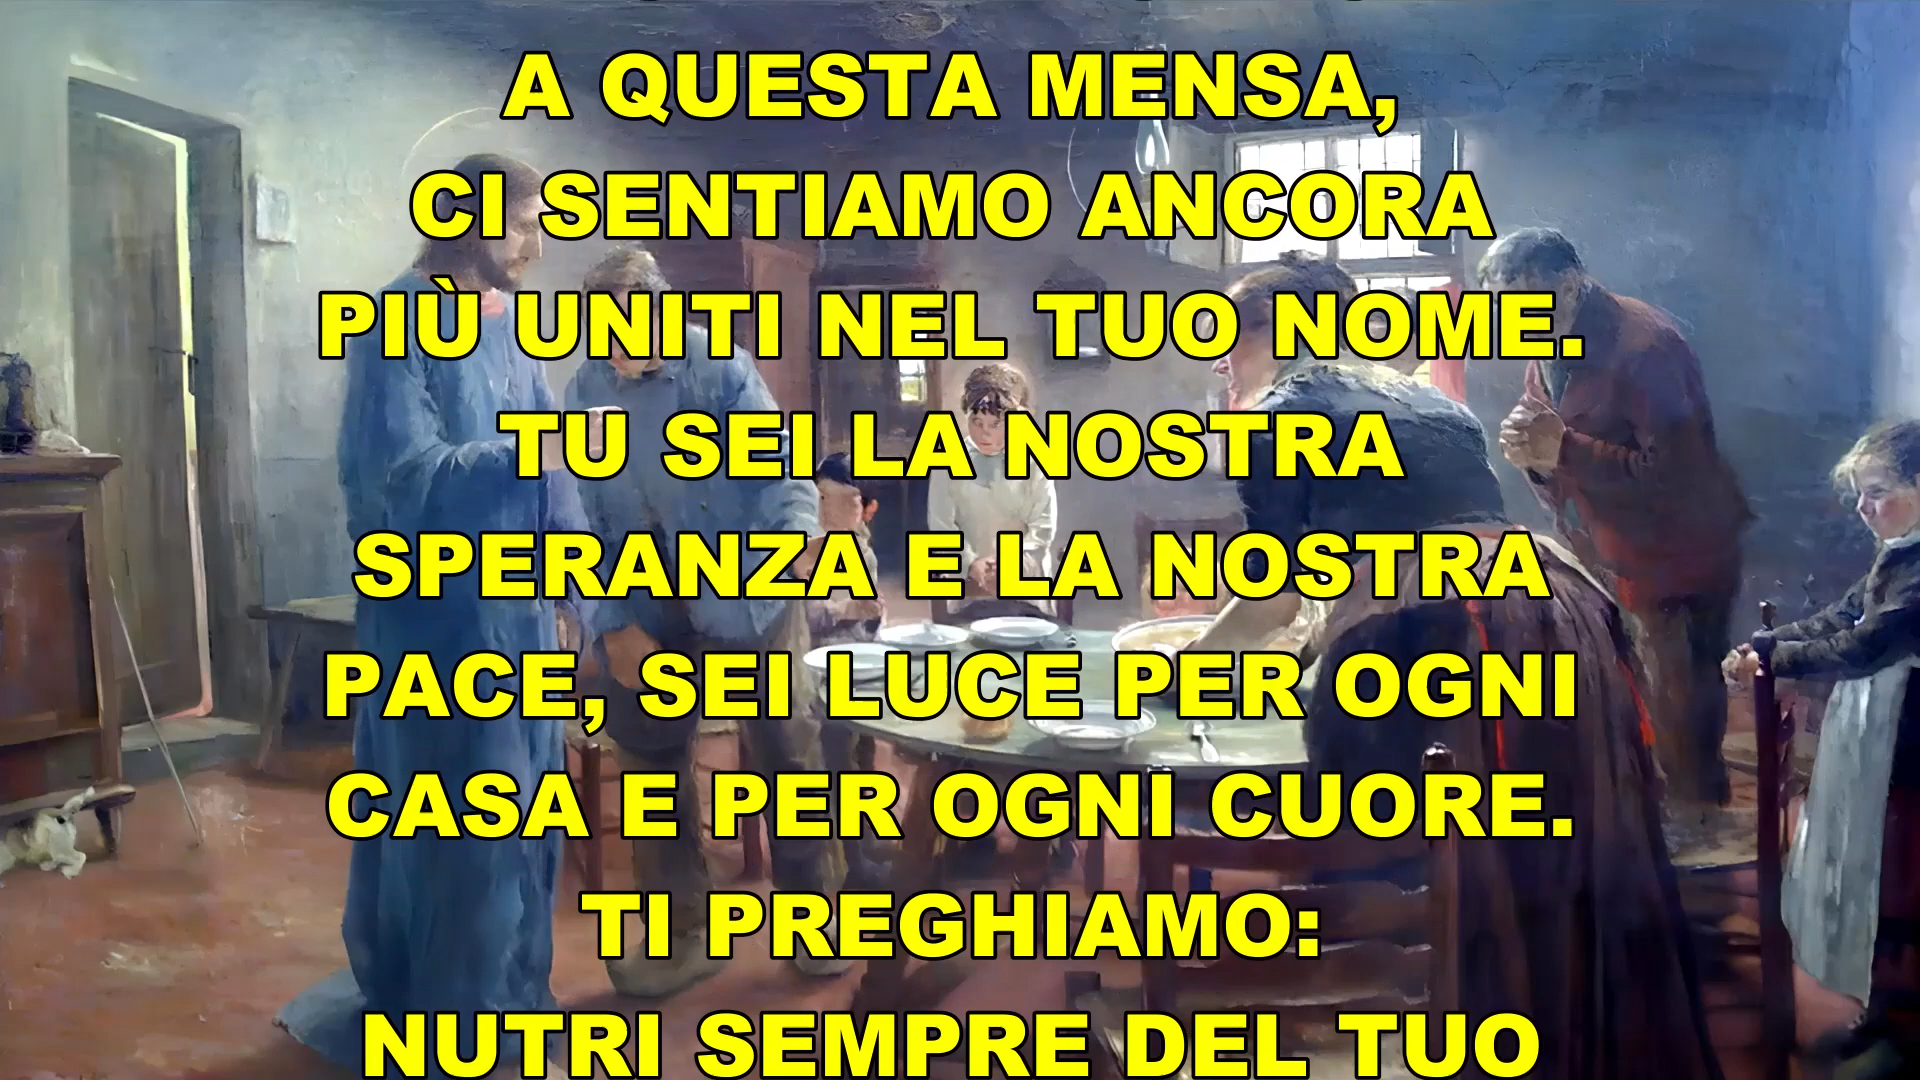 A QUESTA MENSA,
CI SENTIAMO ANCORA
PIÙ UNITI NEL TUO NOME.
TU SEI LA NOSTRA
SPERANZA E LA NOSTRA
PACE, SEI LUCE PER OGNI
CASA E PER OGNI CUORE.
TI PREGHIAMO:
NUTRI SEMPRE DEL TUO